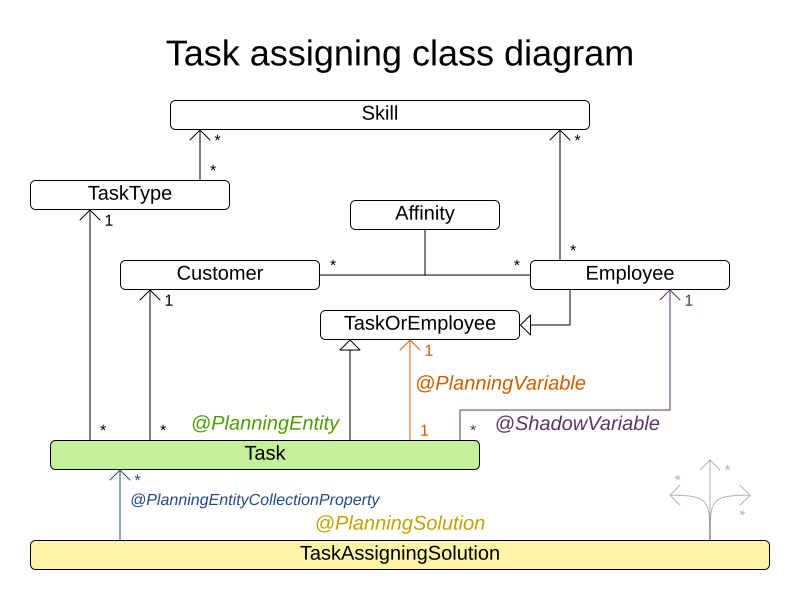 Task assigning class diagram
Skill
* *
*
TaskType
1
Affinity
*
* *
Customer Employee
1 1
TaskOrEmployee
1
@PlanningVariable
@PlanningEntity @ShadowVariable
* * 1 *
Task
* * *
@PlanningEntityCollectionProperty *
@PlanningSolution
TaskAssigningSolution